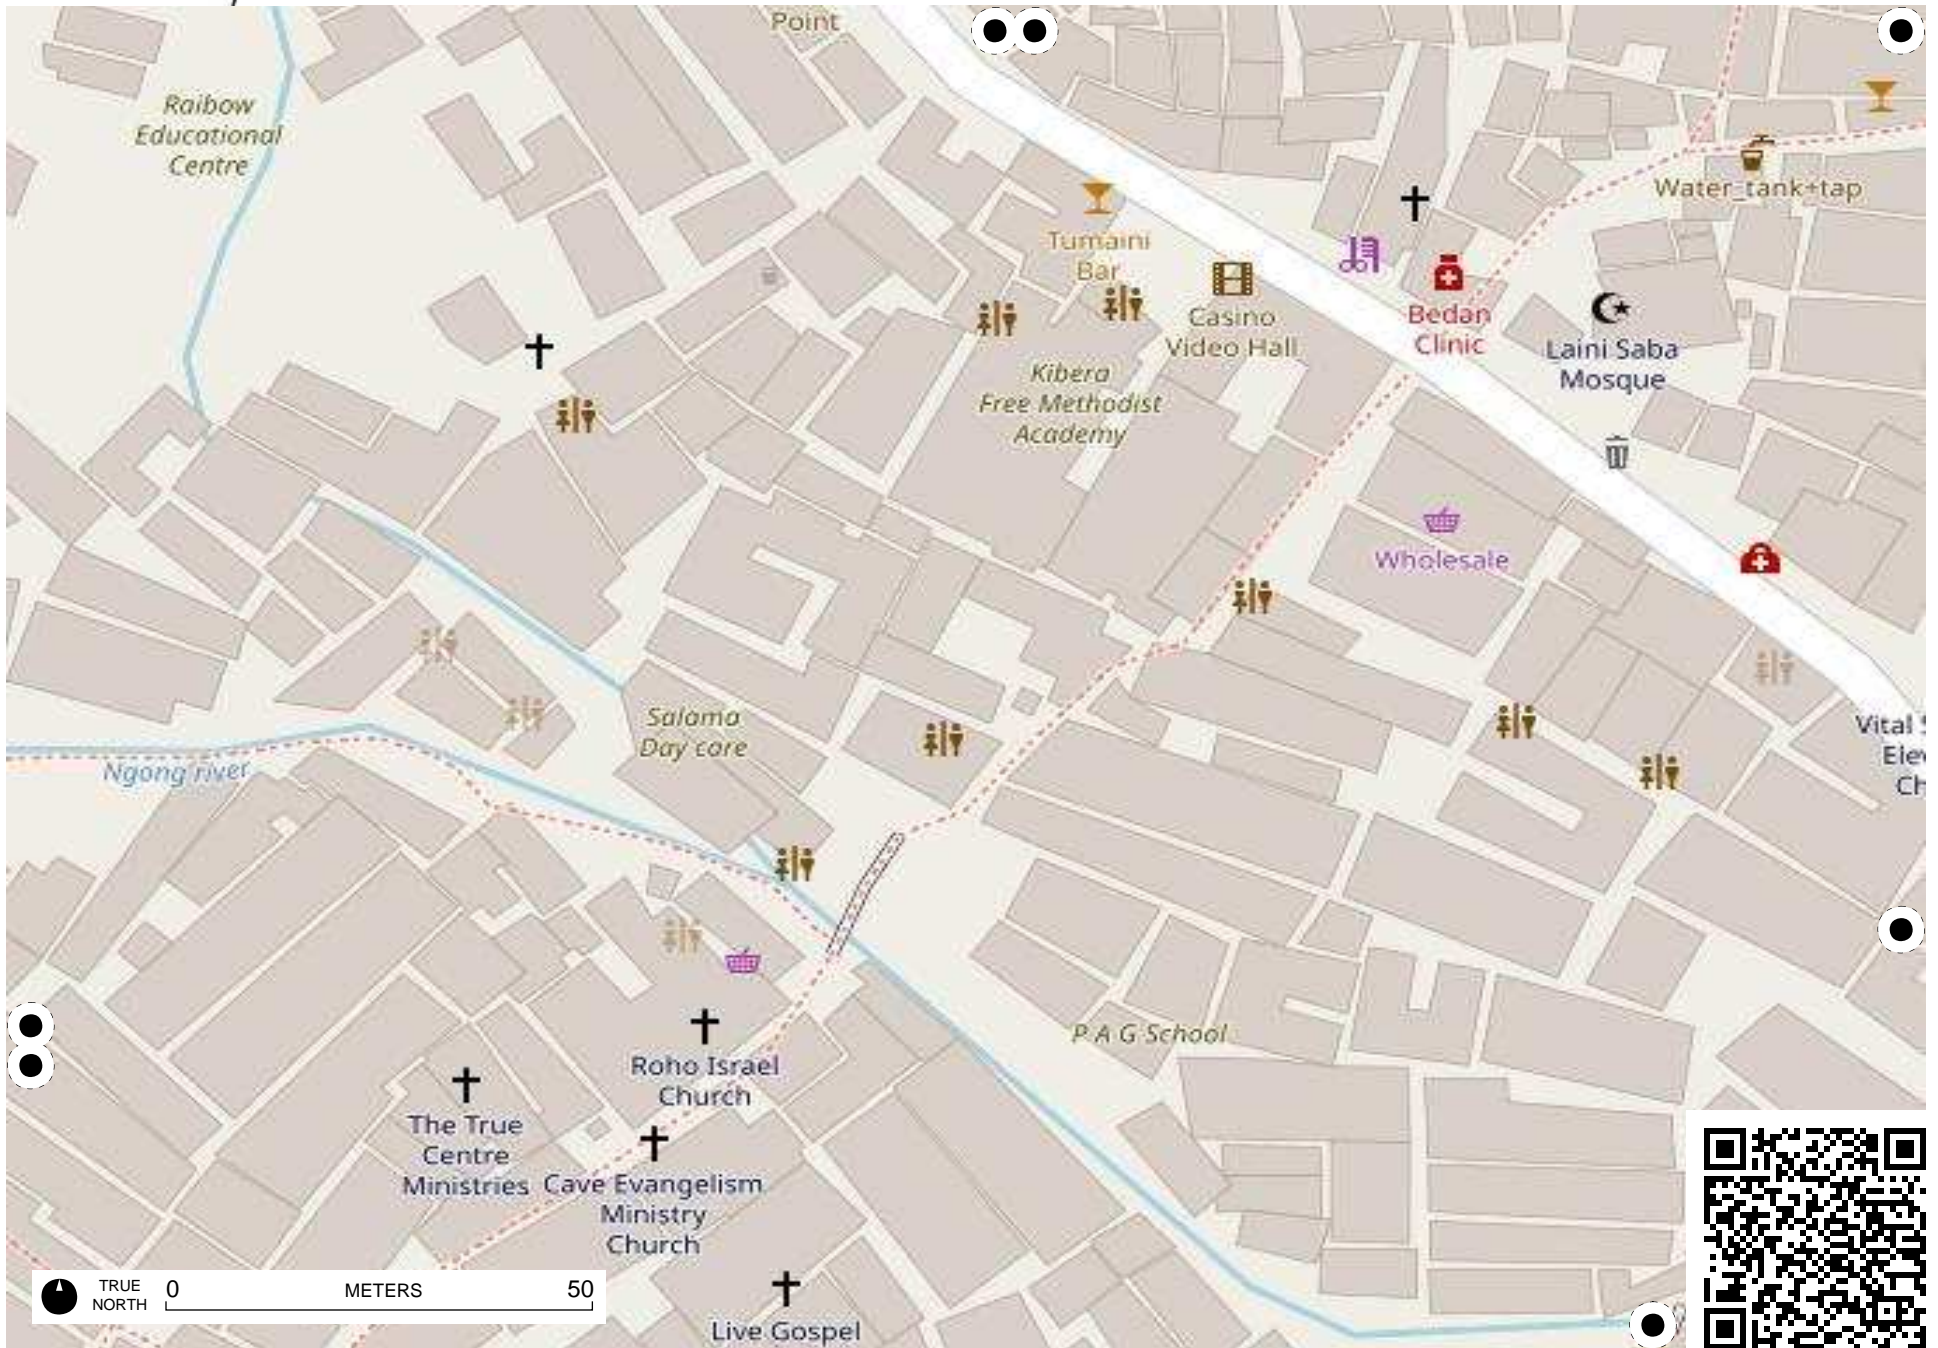 Point
Raibow
Educational
Centre
Water_tank+tap
Tumaini
Bar
Casino
Video Hall
Bedan
Clinic
Laini Saba
Mosque
Kibera
Free Methodist
Academy
Wholesale
Salama
Day care
Vital
Ngong river
P A G School
Roho Israel
Church
The True
Centre
Ministries
Cave Evangelism
Ministry
Church
Live Gospel
TRUE
NORTH
0
METERS
50